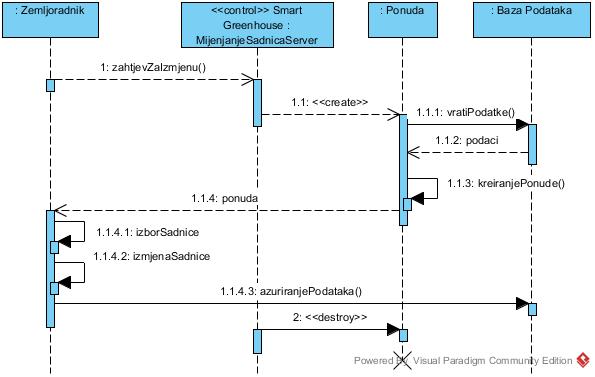 : Zemljoradnik
<<control>> Smart
Greenhouse :
MijenjanjeSadnicaServer
: Ponuda
: Baza Podataka
1: zahtjevZaIzmjenu()
1.1: <<create>>
1.1.1: vratiPodatke()
1.1.2: podaci
1.1.3: kreiranjePonude()
1.1.4: ponuda
1.1.4.1: izborSadnice
1.1.4.2: izmjenaSadnice
1.1.4.3: azuriranjePodataka()
2: <<destroy>>
Powered By Visual Paradigm Community Edition